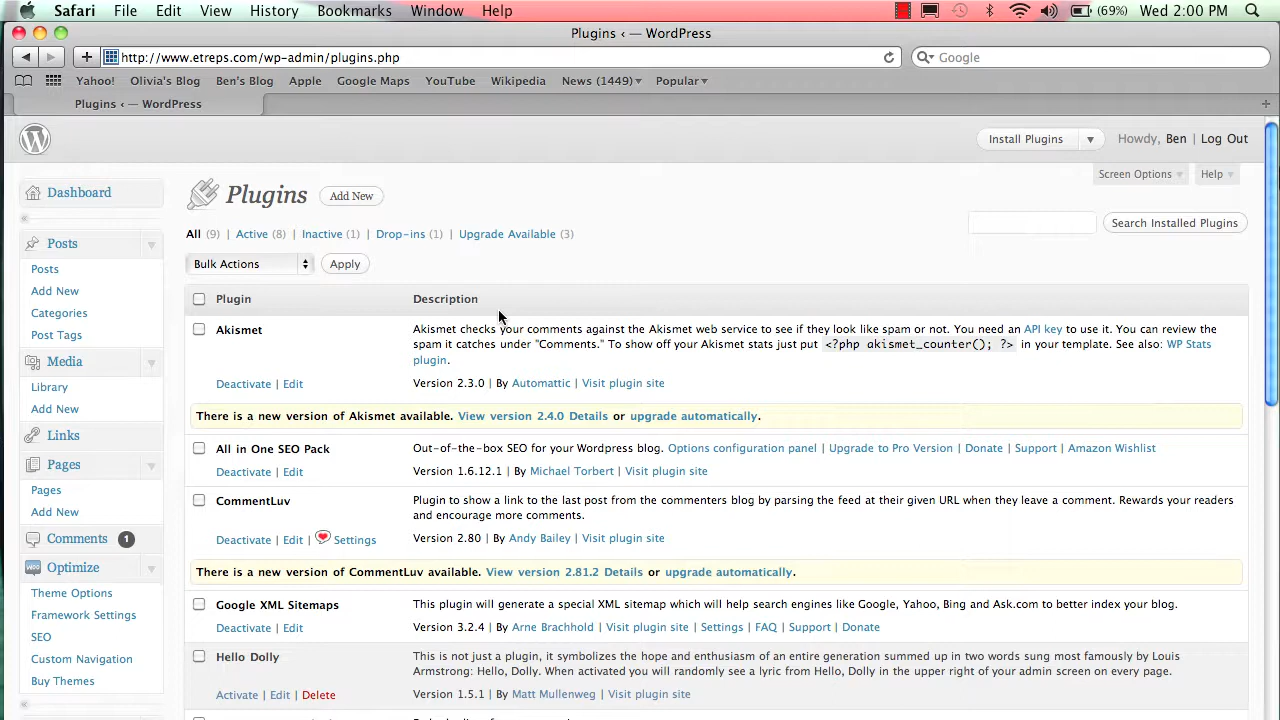 Safari File Edit View History Bookmarks Window Help (69%) Wed 2:00 PM
Plugins ‹ — WordPress
http://www.etreps.com/wp-admin/plugins.php Google
Yahoo! Olivia's Blog Ben's Blog Apple Google Maps YouTube Wikipedia News (1449) Popular
Plugins ‹ — WordPress
Install Plugins Howdy, Ben | Log Out
Screen Options Help
Plugins Add New
All (9) | Active (8) | Inactive (1) | Drop-ins (1) | Upgrade Available (3)
Search Installed Plugins
Bulk Actions Apply
Dashboard
Posts
Posts
Add New
Categories
Post Tags
Media
Library
Add New
Links
Pages
Pages
Add New
Comments 1
Optimize
Theme Options
Framework Settings
SEO
Custom Navigation
Buy Themes
Plugin Description
Akismet
Akismet checks your comments against the Akismet web service to see if they look like spam or not. You need an API key to use it. You can review the
spam it catches under "Comments." To show off your Akismet stats just put <?php akismet_counter(); ?> in your template. See also: WP Stats
plugin.
Deactivate | Edit Version 2.3.0 | By Automattic | Visit plugin site
There is a new version of Akismet available. View version 2.4.0 Details or upgrade automatically.
All in One SEO Pack Out-of-the-box SEO for your Wordpress blog. Options configuration panel | Upgrade to Pro Version | Donate | Support | Amazon Wishlist
Deactivate | Edit Version 1.6.12.1 | By Michael Torbert | Visit plugin site
CommentLuv Plugin to show a link to the last post from the commenters blog by parsing the feed at their given URL when they leave a comment. Rewards your readers
and encourage more comments.
Deactivate | Edit | Settings Version 2.80 | By Andy Bailey | Visit plugin site
There is a new version of CommentLuv available. View version 2.81.2 Details or upgrade automatically.
Google XML Sitemaps This plugin will generate a special XML sitemap which will help search engines like Google, Yahoo, Bing and Ask.com to better index your blog.
Deactivate | Edit Version 3.2.4 | By Arne Brachhold | Visit plugin site | Settings | FAQ | Support | Donate
Hello Dolly This is not just a plugin, it symbolizes the hope and enthusiasm of an entire generation summed up in two words sung most famously by Louis
Armstrong: Hello, Dolly. When activated you will randomly see a lyric from Hello, Dolly in the upper right of your admin screen on every page.
Activate | Edit | Delete Version 1.5.1 | By Matt Mullenweg | Visit plugin site